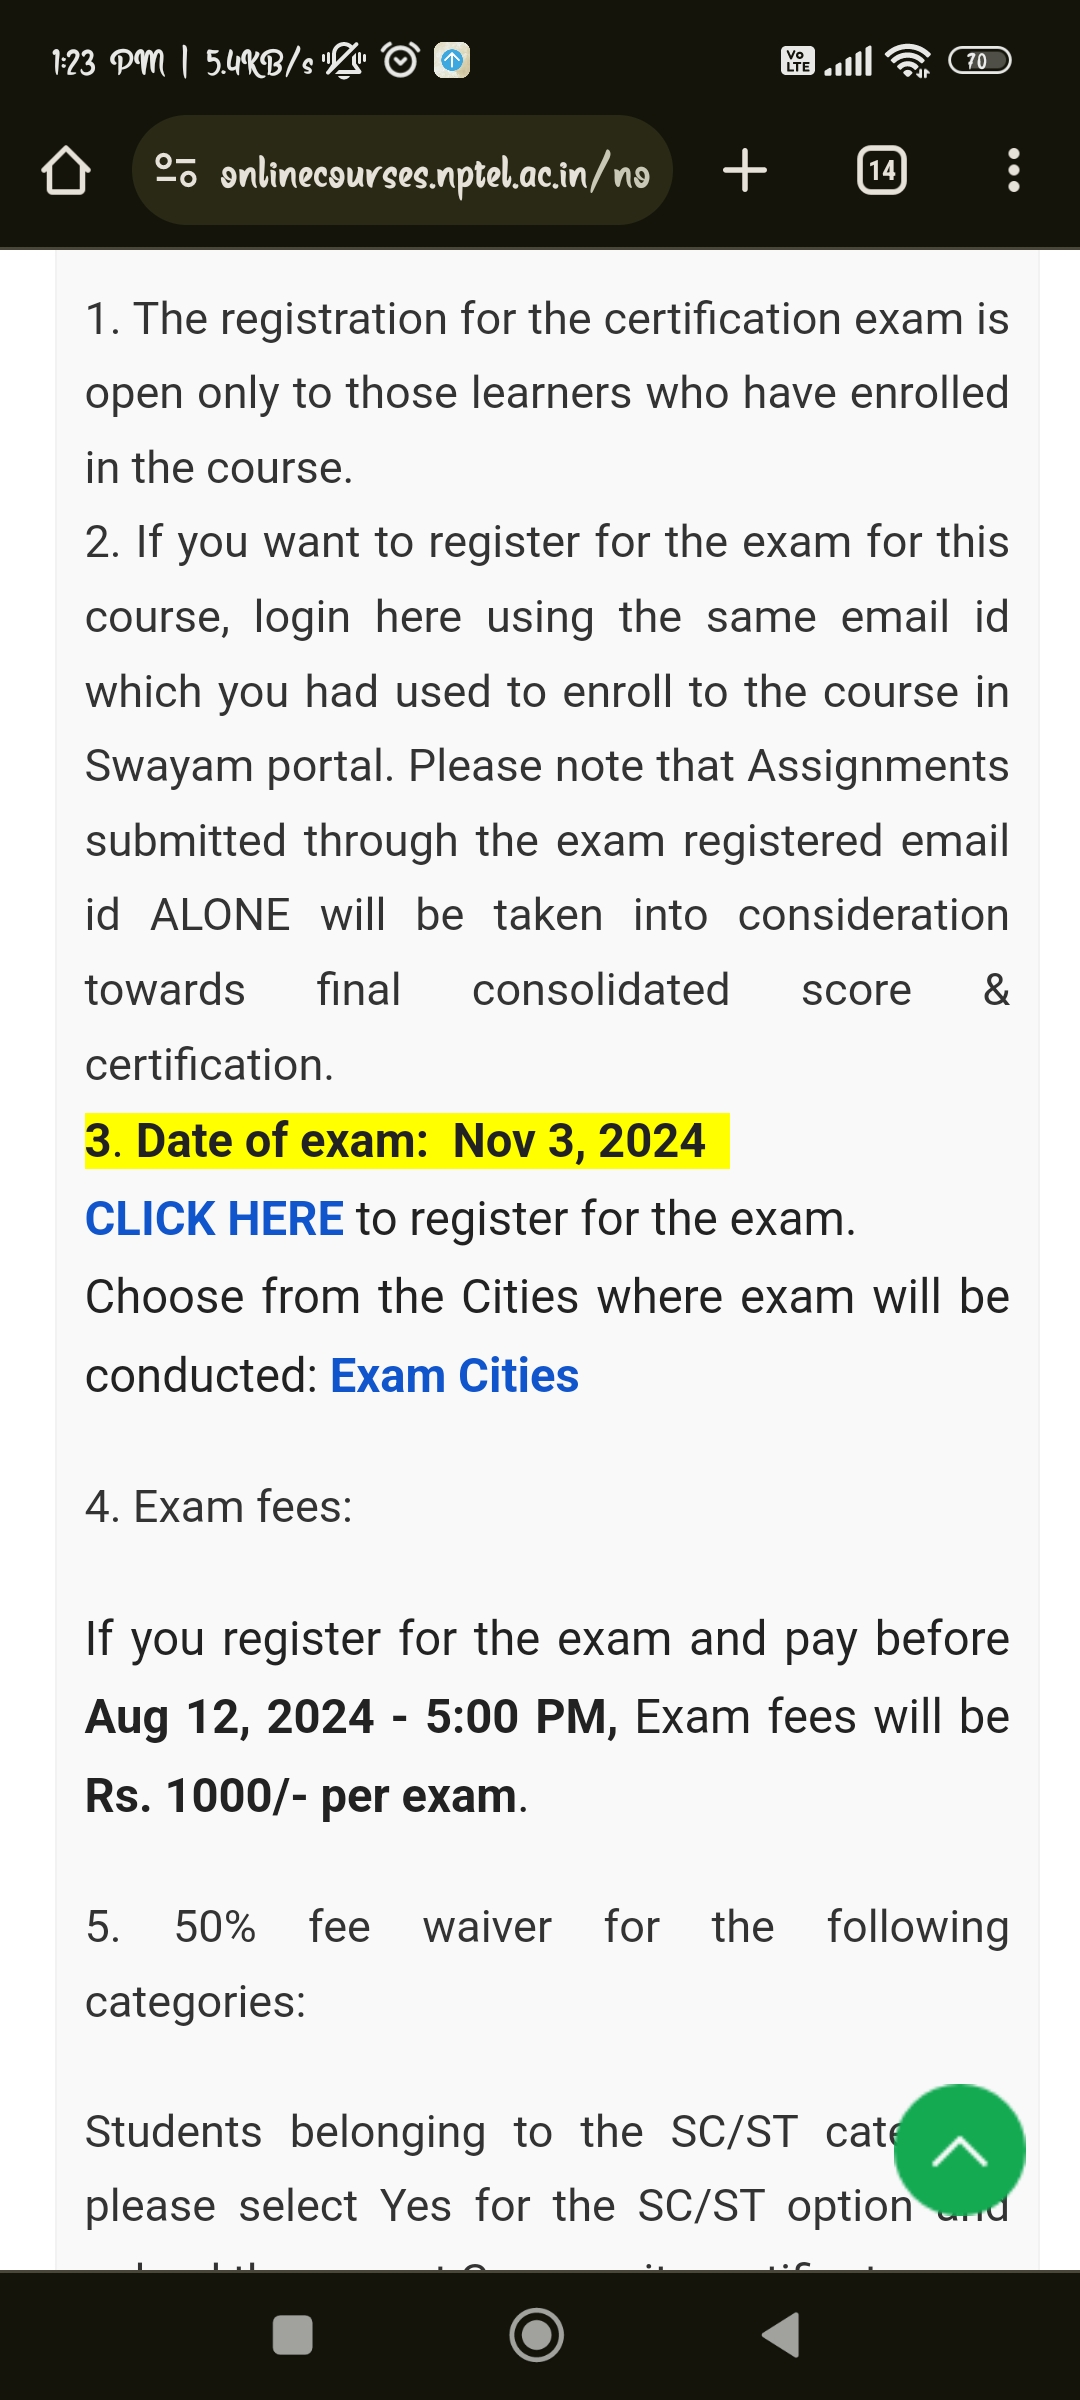 1:23 PM | 5.4KB/s
Vo
LTE
70
onlinecourses.nptel.ac.in/no
14
1. The registration for the certification exam is
open only to those learners who have enrolled
in the course.
2. If you want to register for the exam for this
course, login here using the same email id
which you had used to enroll to the course in
Swayam portal. Please note that Assignments
submitted through the exam registered email
id ALONE will be taken into consideration
towards final consolidated score &
certification.
3. Date of exam: Nov 3, 2024
CLICK HERE to register for the exam.
Choose from the Cities where exam will be
conducted: Exam Cities
4. Exam fees:
If you register for the exam and pay before
Aug 12, 2024 - 5:00 PM, Exam fees will be
Rs. 1000/- per exam.
5. 50% fee waiver for the following
categories:
Students belonging to the SC/ST cate
please select Yes for the SC/ST option and